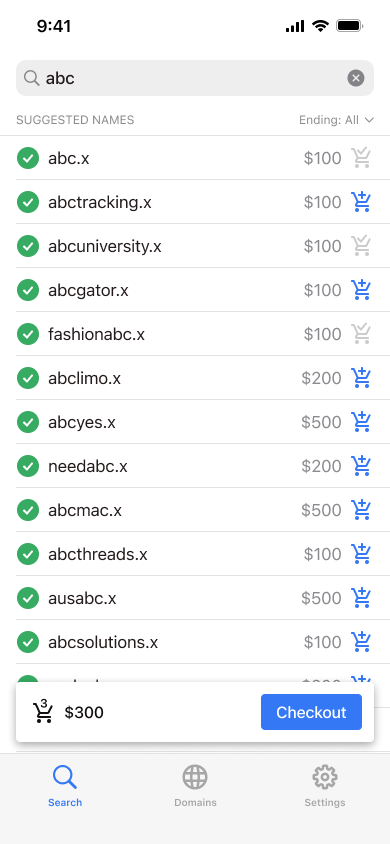 9:41
abc
SUGGESTED NAMES Ending: All
abc.x $100
abctracking.x $100
abcuniversity.x $100
abcgator.x $100
fashionabc.x $100
abclimo.x $200
abcyes.x $500
needabc.x $200
abcmac.x $500
abcthreads.x $100
ausabc.x $500
abcsolutions.x $100
3 $300 Checkout
Search Domains Settings